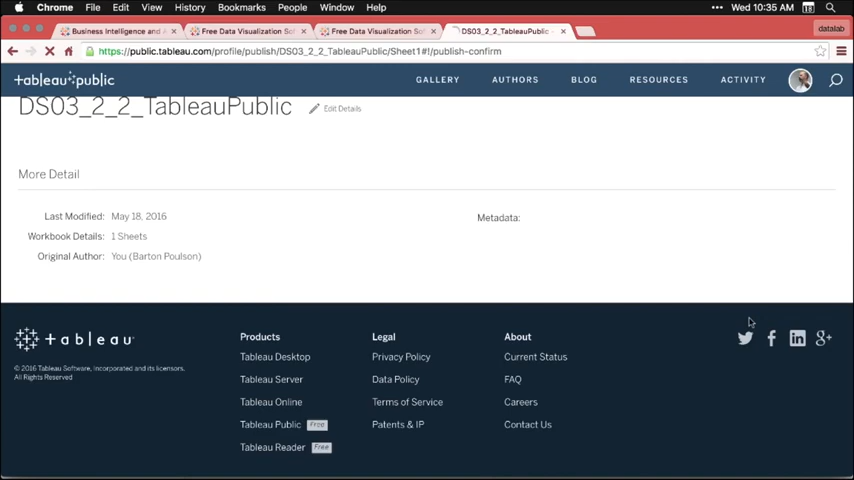 Chrome File Edit View History Bookmarks People Window Help Wed 10:35 AM
Business Intelligence and A
Free Data Visualization Sof
Free Data Visualization Sof
DS03_2_2_TableauPublic
datalab
https://public.tableau.com/profile/publish/DS03_2_2_TableauPublic/Sheet1#!/publish-confirm
tableau public GALLERY AUTHORS BLOG RESOURCES ACTIVITY
DS03_2_2_TableauPublic Edit Details
More Detail
Last Modified: May 18, 2016
Workbook Details: 1 Sheets
Original Author: You (Barton Poulson)
Metadata:
tableau
© 2016 Tableau Software, Incorporated and its licensors.
All Rights Reserved
Products
Tableau Desktop
Tableau Server
Tableau Online
Tableau Public Free
Tableau Reader Free
Legal
Privacy Policy
Data Policy
Terms of Service
Patents & IP
About
Current Status
FAQ
Careers
Contact Us